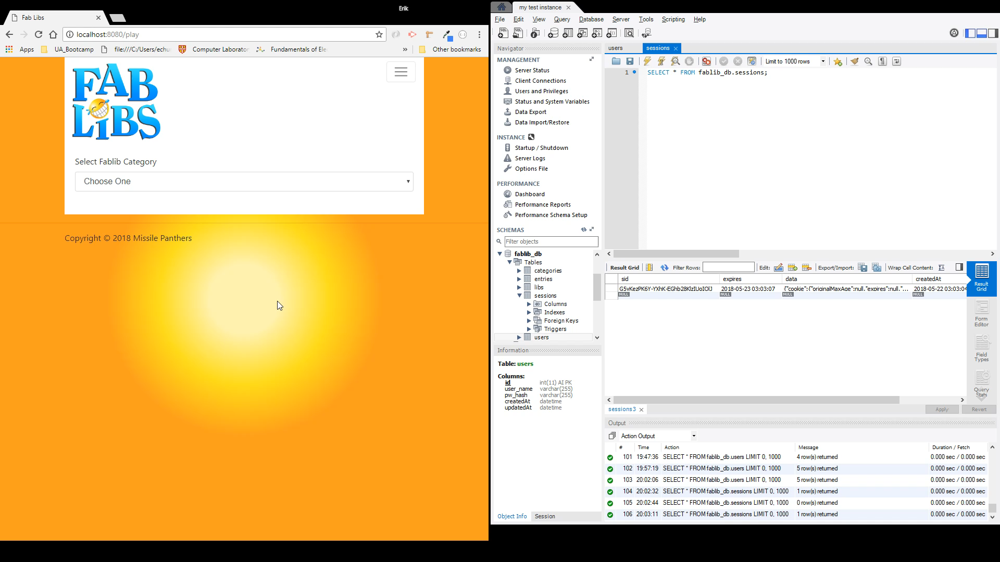 Erik
Fab Libs
localhost:8080/play
Apps
UA_Bootcamp
file:///C:/Users/echu
Computer Laborator
Fundamentals of Ele
»
Other bookmarks
FAB
LIBS
Select Fablib Category
Choose One
Copyright © 2018 Missile Panthers
my test instance
File Edit View Query Database Server Tools Scripting Help
Navigator
MANAGEMENT
Server Status
Client Connections
Users and Privileges
Status and System Variables
Data Export
Data Import/Restore
INSTANCE
Startup / Shutdown
Server Logs
Options File
PERFORMANCE
Dashboard
Performance Reports
Performance Schema Setup
SCHEMAS
Filter objects
fablib_db
Tables
categories
entries
libs
sessions
Columns
Indexes
Foreign Keys
Triggers
users
Information
Table: users
Columns:
id int(11) AI PK
user_name varchar(255)
pw_hash varchar(255)
createdAt datetime
updatedAt datetime
Object Info Session
users sessions
Limit to 1000 rows
1 SELECT * FROM fablib_db.sessions;
Result Grid Filter Rows: Edit: Export/Import: Wrap Cell Content:
sid expires data createdAt
G5vKezPK6Y-YXhK-EGhb28KlzIUoIOlJ 2018-05-23 03:03:07 {"cookie":{"originalMaxAge":null,"expires":null,"... 2018-05-22 03:03:04
NULL NULL NULL NULL
Result
Grid
Form
Editor
Field
Types
Query
Stats
sessions3
Apply Revert
Output
Action Output
# Time Action Message Duration / Fetch
101 19:47:36 SELECT * FROM fablib_db.users LIMIT 0, 1000 4 row(s) returned 0.000 sec / 0.000 sec
102 19:57:19 SELECT * FROM fablib_db.users LIMIT 0, 1000 5 row(s) returned 0.000 sec / 0.000 sec
103 20:02:06 SELECT * FROM fablib_db.users LIMIT 0, 1000 5 row(s) returned 0.000 sec / 0.000 sec
104 20:02:32 SELECT * FROM fablib_db.sessions LIMIT 0, 1000 1 row(s) returned 0.000 sec / 0.000 sec
105 20:02:44 SELECT * FROM fablib_db.sessions LIMIT 0, 1000 0 row(s) returned 0.000 sec / 0.000 sec
106 20:03:11 SELECT * FROM fablib_db.sessions LIMIT 0, 1000 1 row(s) returned 0.000 sec / 0.000 sec